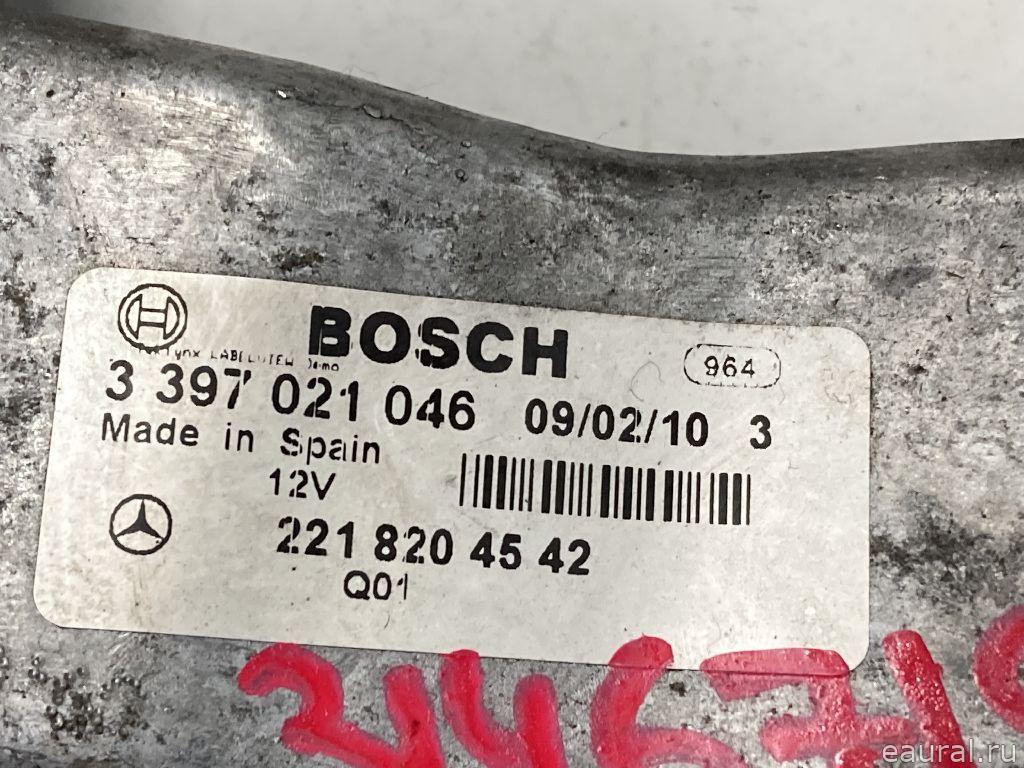 BOSCH
964
3 397 021 046 09/02/10 3
Made in Spain
12V
221 820 45 42
Q01
eaural.ru